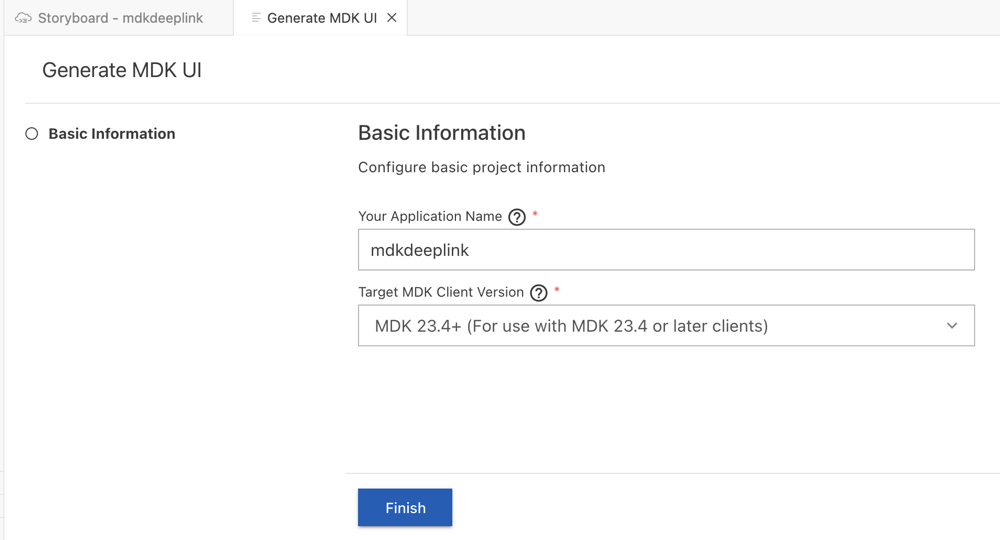 Storyboard - mdkdeeplink
Generate MDK UI
Generate MDK UI
Basic Information
Basic Information
Configure basic project information
Your Application Name ? *
mdkdeeplink
Target MDK Client Version ? *
MDK 23.4+ (For use with MDK 23.4 or later clients)
Finish